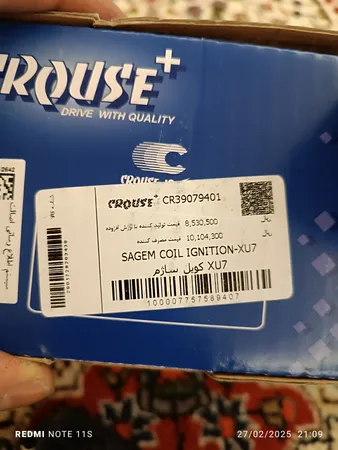 CROUSE+
DRIVE WITH QUALITY
CROUSE+ CR39079401
8,530,500 قیمت تولید کننده با ارزش افزوده
ریال
10,104,300 قیمت مصرف کننده
ریال
SAGEM COIL IGNITION-XU7
کویل ساژم XU7
100007757589407
2642
REDMI NOTE 11S
27/02/2025 21:09